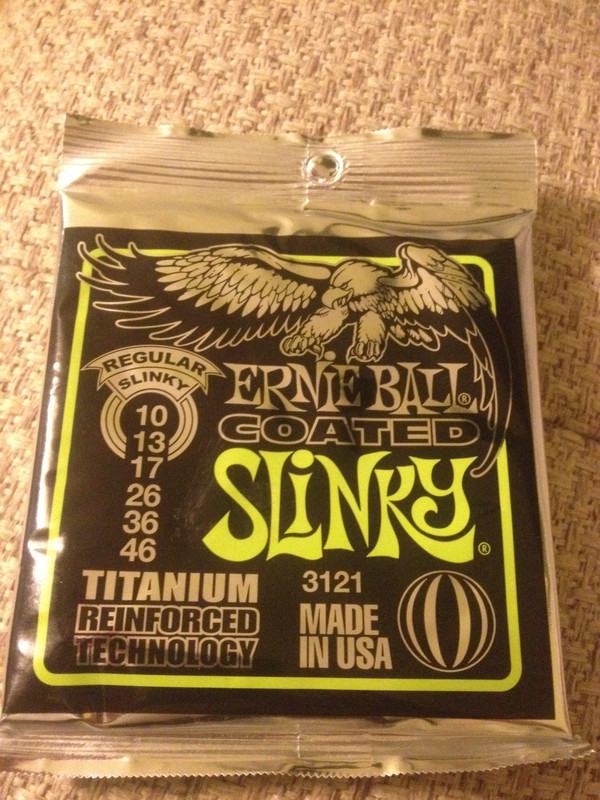 REGULAR
SLINKY
10
13
17
26
36
46
ERNIE BALL®
COATED
SLINKY®
TITANIUM
REINFORCED
TECHNOLOGY
3121
MADE
IN USA